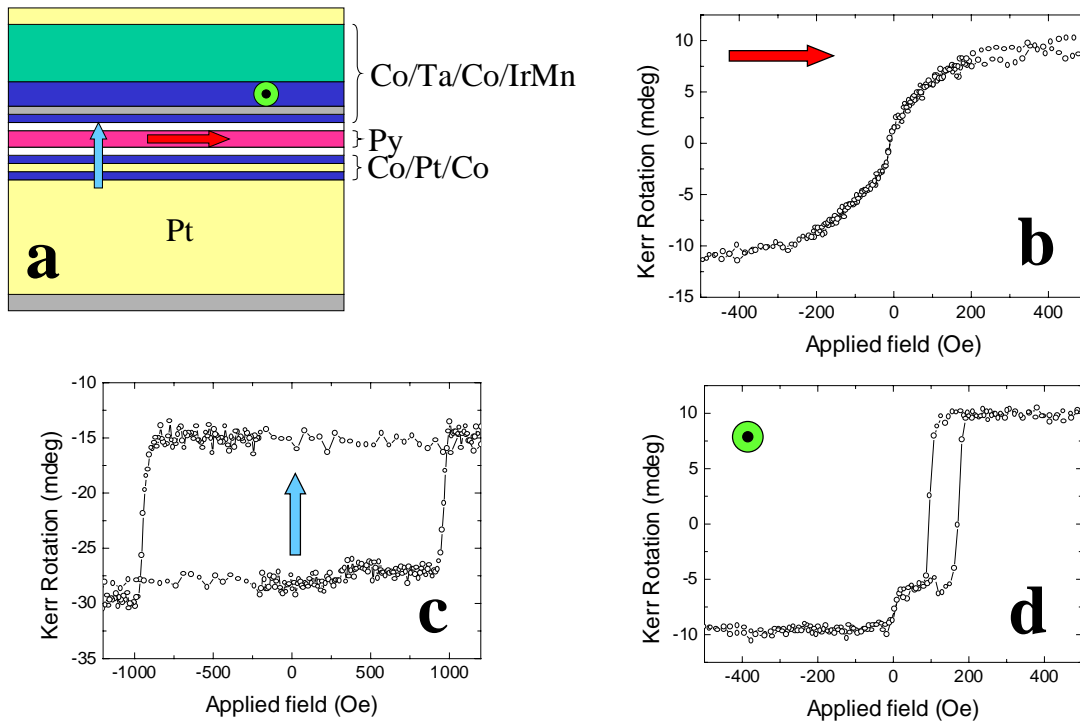 Co/Ta/Co/IrMn
Py
Co/Pt/Co
Pt
a
10
5
0
-5
-10
-15
Kerr Rotation (mdeg)
-400 -200 0 200 400
Applied field (Oe)
b
-10
-15
-20
-25
-30
-35
Kerr Rotation (mdeg)
-1000 -500 0 500 1000
Applied field (Oe)
c
10
5
0
-5
-10
Kerr Rotation (mdeg)
-400 -200 0 200 400
Applied field (Oe)
d